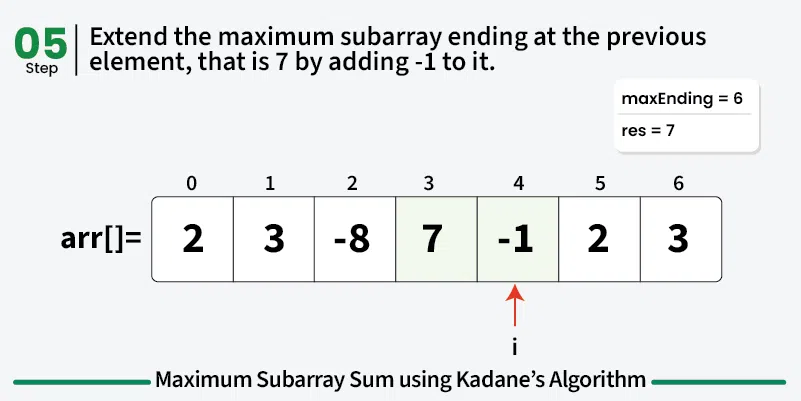 05
Step
Extend the maximum subarray ending at the previous
element, that is 7 by adding -1 to it.
maxEnding = 6
res = 7
0 1 2 3 4 5 6
arr[]= 2 3 -8 7 -1 2 3
i
Maximum Subarray Sum using Kadane’s Algorithm